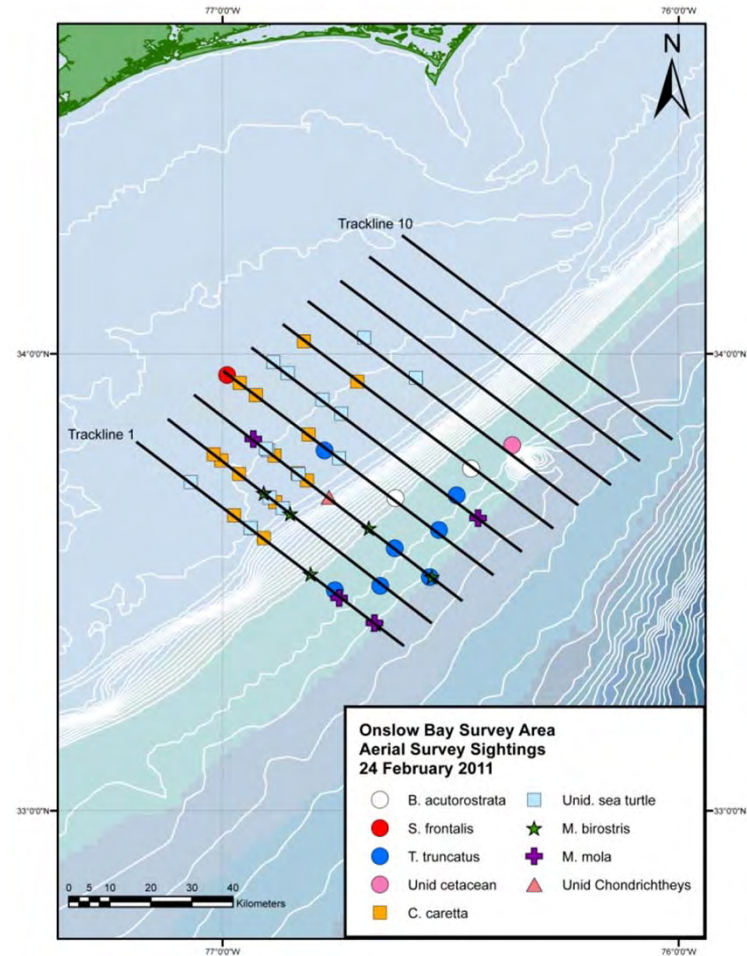 77°0'0"W 76°0'0"W
N
Trackline 10
34°0'0"N 34°0'0"N
Trackline 1
Onslow Bay Survey Area
Aerial Survey Sightings
24 February 2011
B. acutorostrata
S. frontalis
T. truncatus
Unid cetacean
C. caretta
Unid. sea turtle
M. birostris
M. mola
Unid Chondrichtheys
33°0'0"N 33°0'0"N
0 5 10 20 30 40
Kilometers
77°0'0"W 76°0'0"W